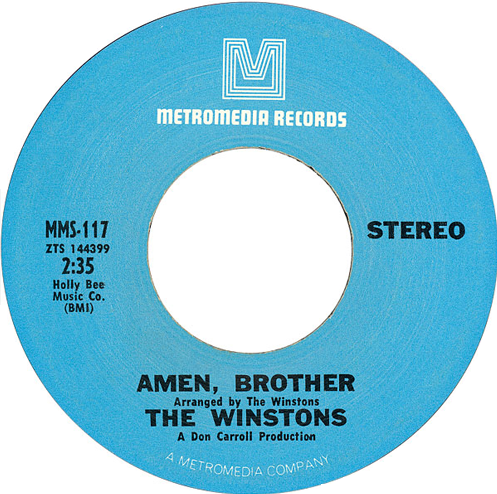 METROMEDIA RECORDS
MMS-117
ZTS 144399
2:35
Holly Bee
Music Co.
(BMI)
STEREO
AMEN, BROTHER
Arranged by The Winstons
THE WINSTONS
A Don Carroll Production
A METROMEDIA COMPANY